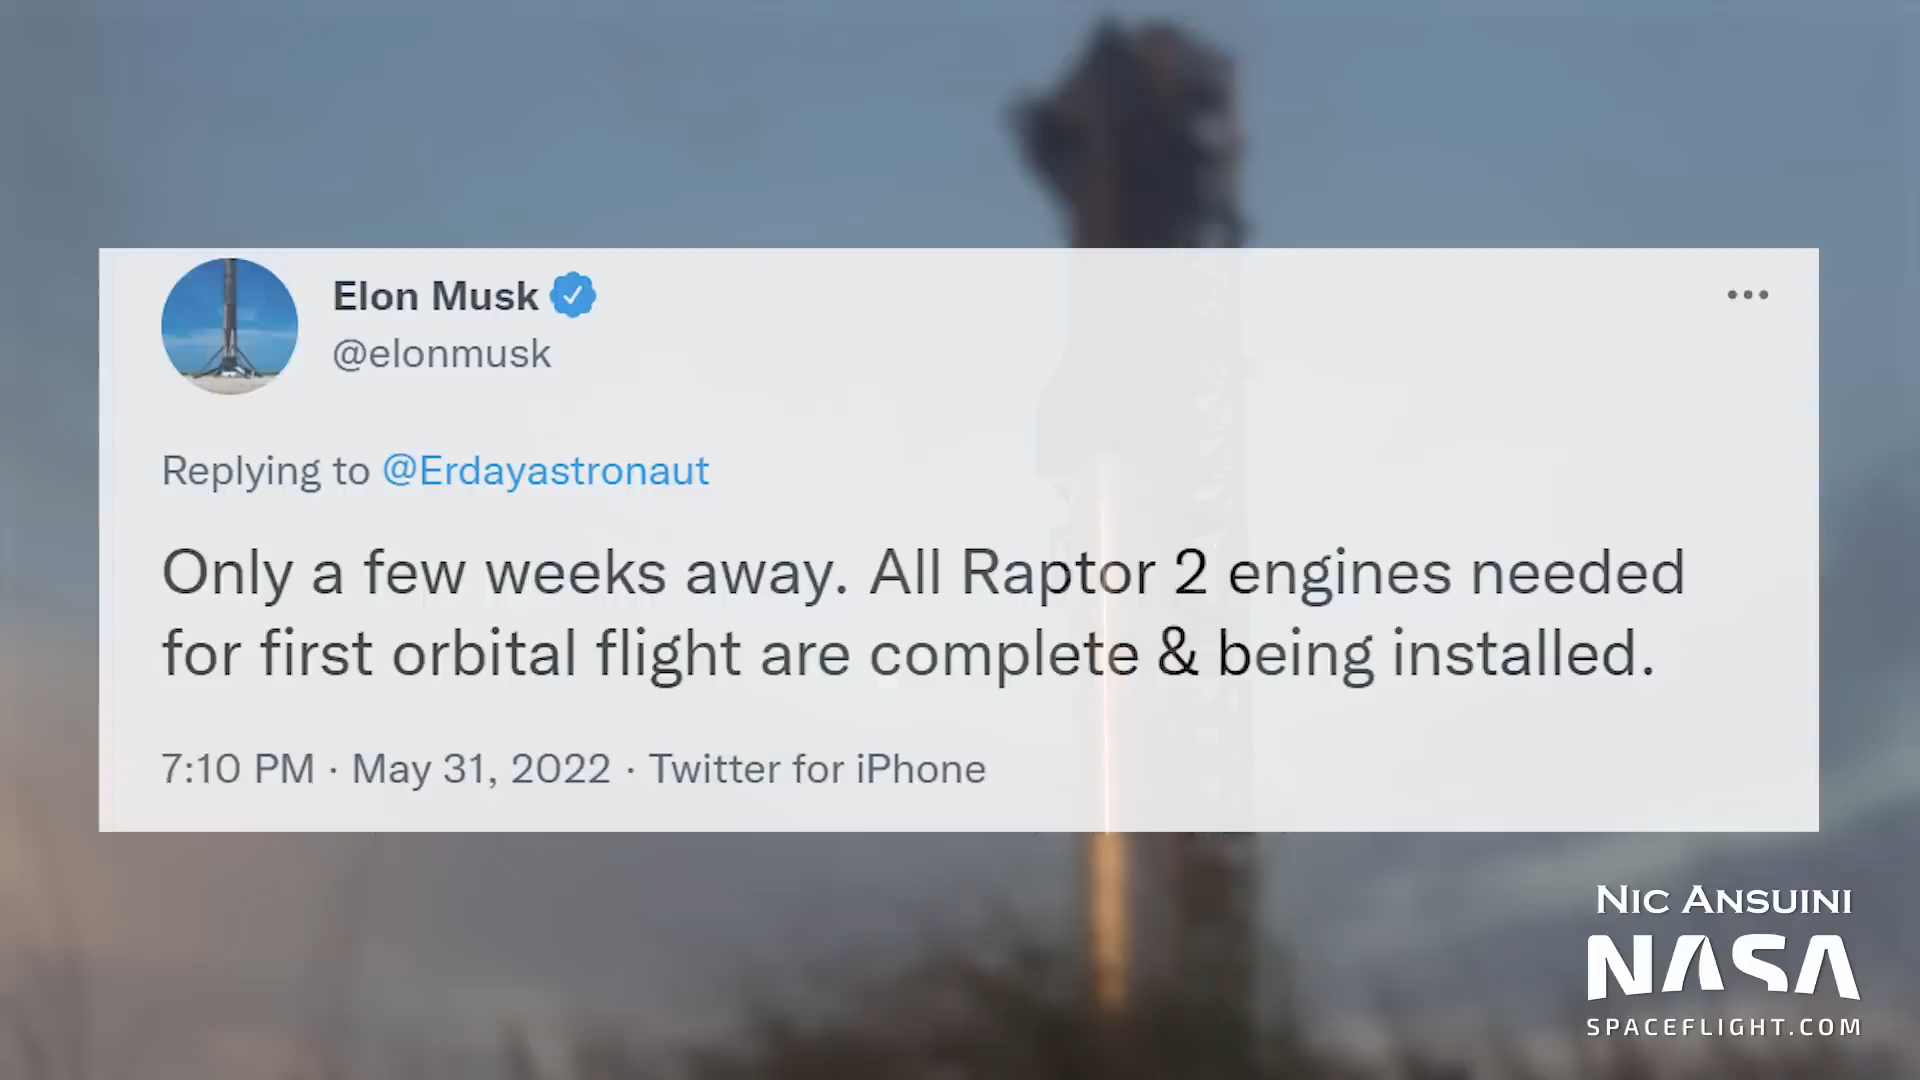 Elon Musk
@elonmusk
Replying to @Erdayastronaut
Only a few weeks away. All Raptor 2 engines needed
for first orbital flight are complete & being installed.
7:10 PM · May 31, 2022 · Twitter for iPhone
NIC ANSUINI
NASA
SPACEFLIGHT.COM